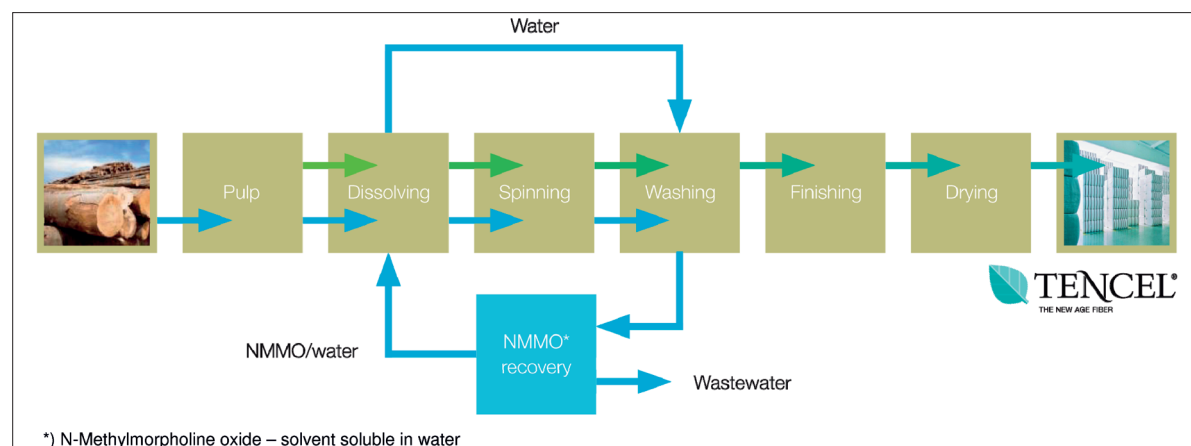 Water
Pulp
Dissolving
Spinning
Washing
Finishing
Drying
TENCEL®
THE NEW AGE FIBER
NMMO/water
NMMO*
recovery
Wastewater
*) N-Methylmorpholine oxide – solvent soluble in water